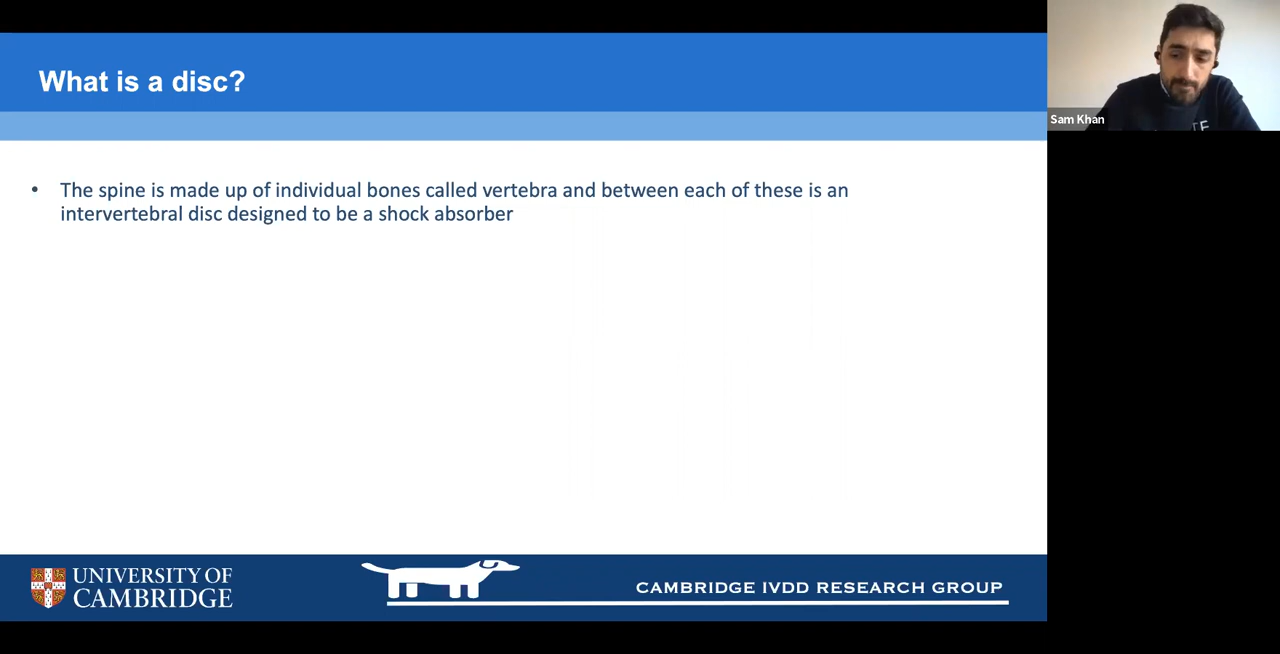 What is a disc?
Sam Khan
• The spine is made up of individual bones called vertebra and between each of these is an
intervertebral disc designed to be a shock absorber
UNIVERSITY OF
CAMBRIDGE
CAMBRIDGE IVDD RESEARCH GROUP